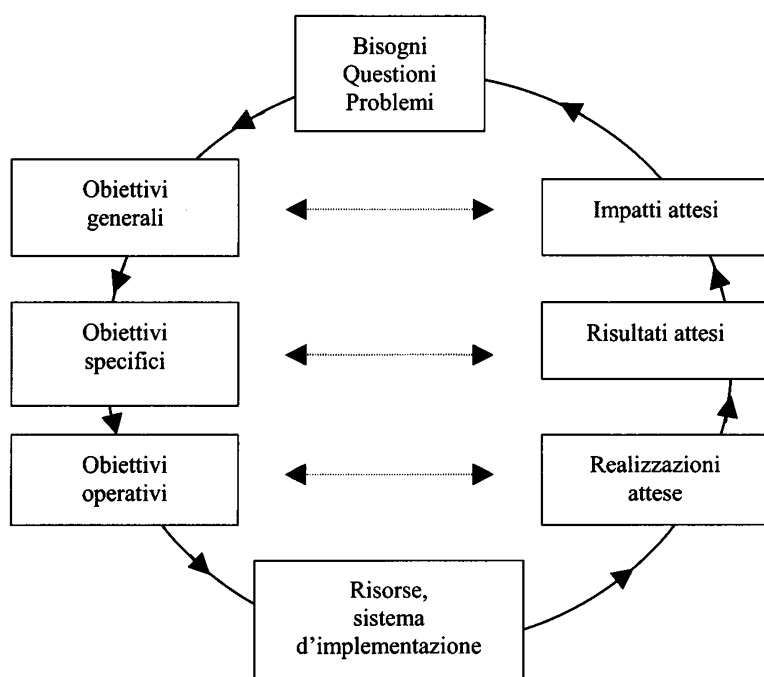 Bisogni
Questioni
Problemi
Obiettivi
generali
Impatti attesi
Obiettivi
specifici
Risultati attesi
Obiettivi
operativi
Realizzazioni
attese
Risorse,
sistema
d'implementazione